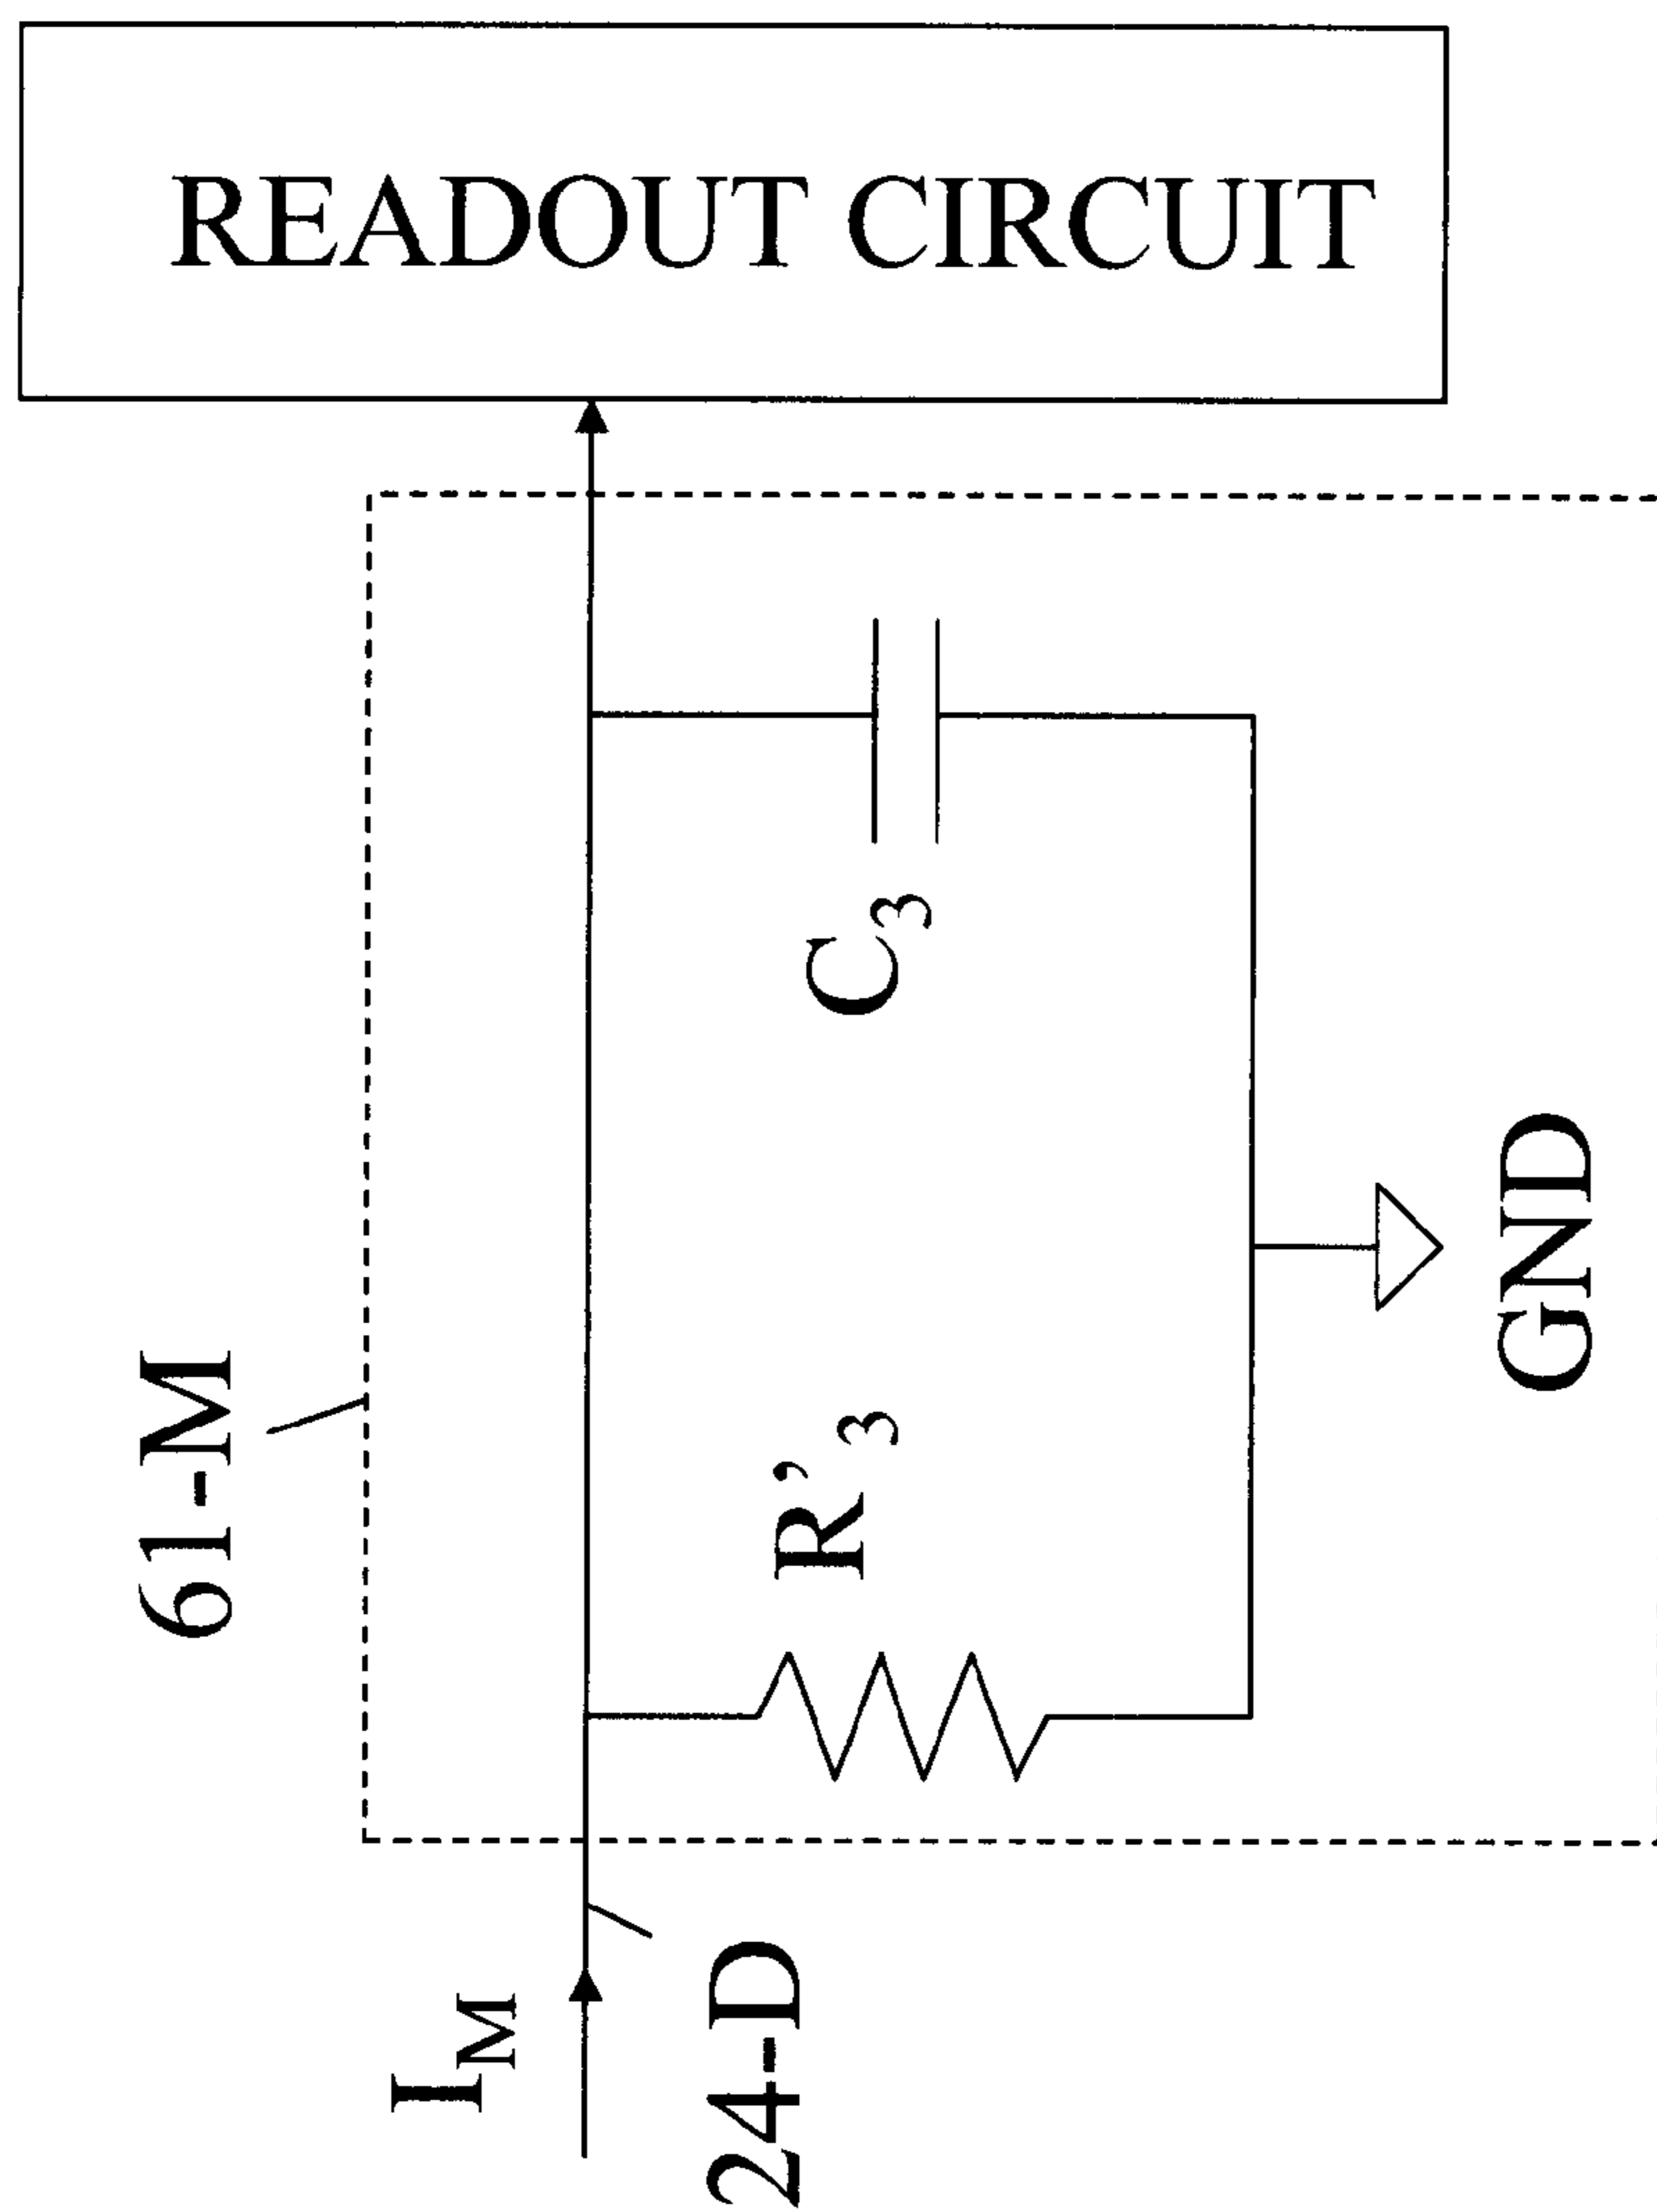 READOUT CIRCUIT
61-M
C3
R’3
GND
IM
24-D